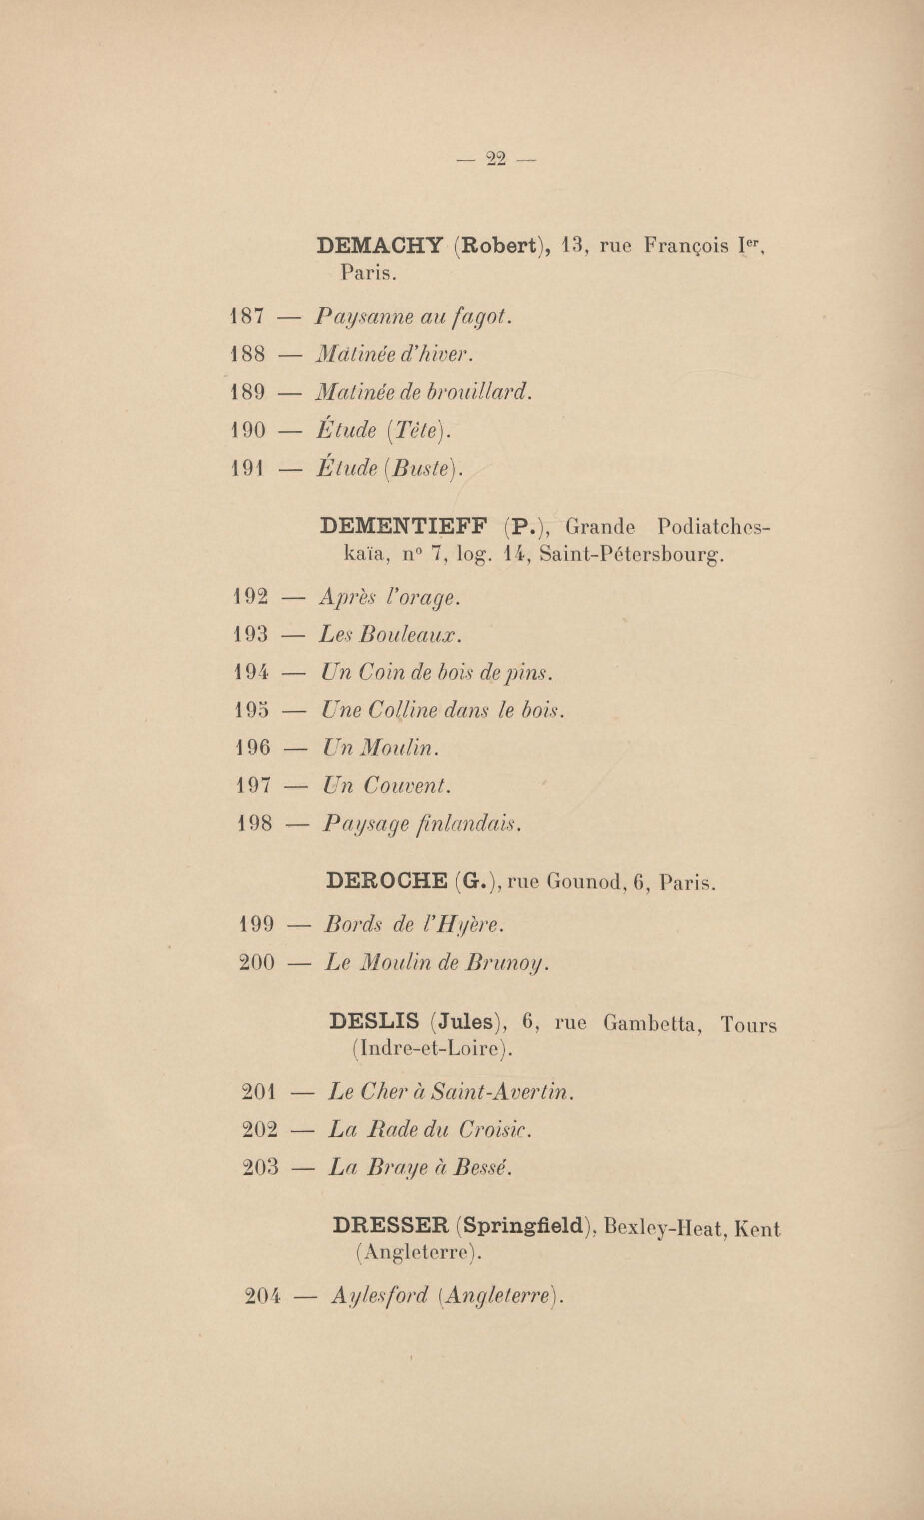 — 22 —
DEMACHY (Robert), 13, rue François Ier,
Paris.
187 — Paysanne au fagot.
188 — Matinée d'hiver.
189 — Matinée de brouillard.
190 — Étude (Tête).
191 — Étude (Buste).
DEMENTIEFF (P.), Grande Podiatches-
kaïa, n° 7, log. 14, Saint-Pétersbourg.
192 — Après l'orage.
193 — Les Bouleaux.
194 — Un Coin de bois de pins.
195 — Une Colline dans le bois.
196 — Un Moulin.
197 — Un Couvent.
198 — Paysage finlandais.
DEROCHE (G.), rue Gounod, 6, Paris.
199 — Bords de l'Hyère.
200 — Le Moulin de Brunoy.
DESLIS (Jules), 6, rue Gambetta, Tours
(Indre-et-Loire).
201 — Le Cher à Saint-Avertin.
202 — La Rade du Croisic.
203 — La Braye à Bessé.
DRESSER (Springfield), Bexley-Heat, Kent
(Angleterre).
204 — Aylesford (Angleterre).